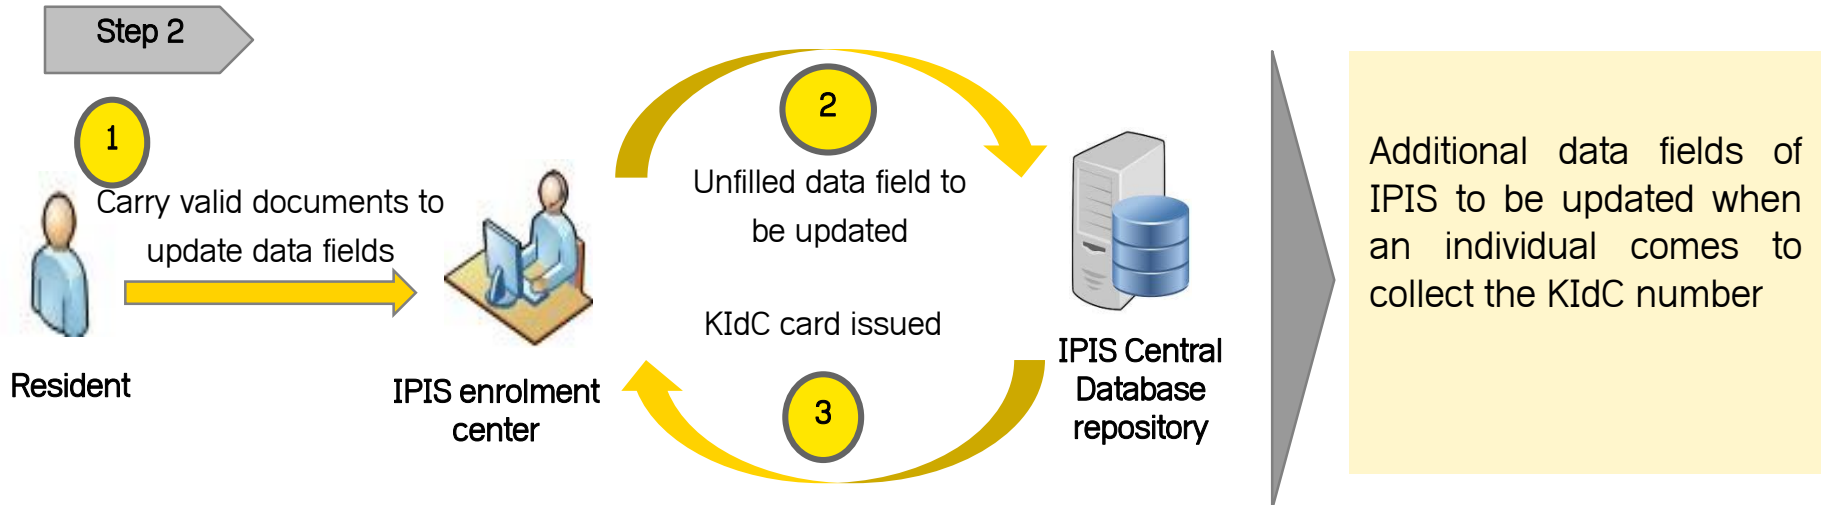 Step 2
1
Carry valid documents to
update data fields
Resident
IPIS enrolment
center
2
Unfilled data field to
be updated
KIdC card issued
3
IPIS Central
Database
repository
Additional data fields of
IPIS to be updated when
an individual comes to
collect the KIdC number